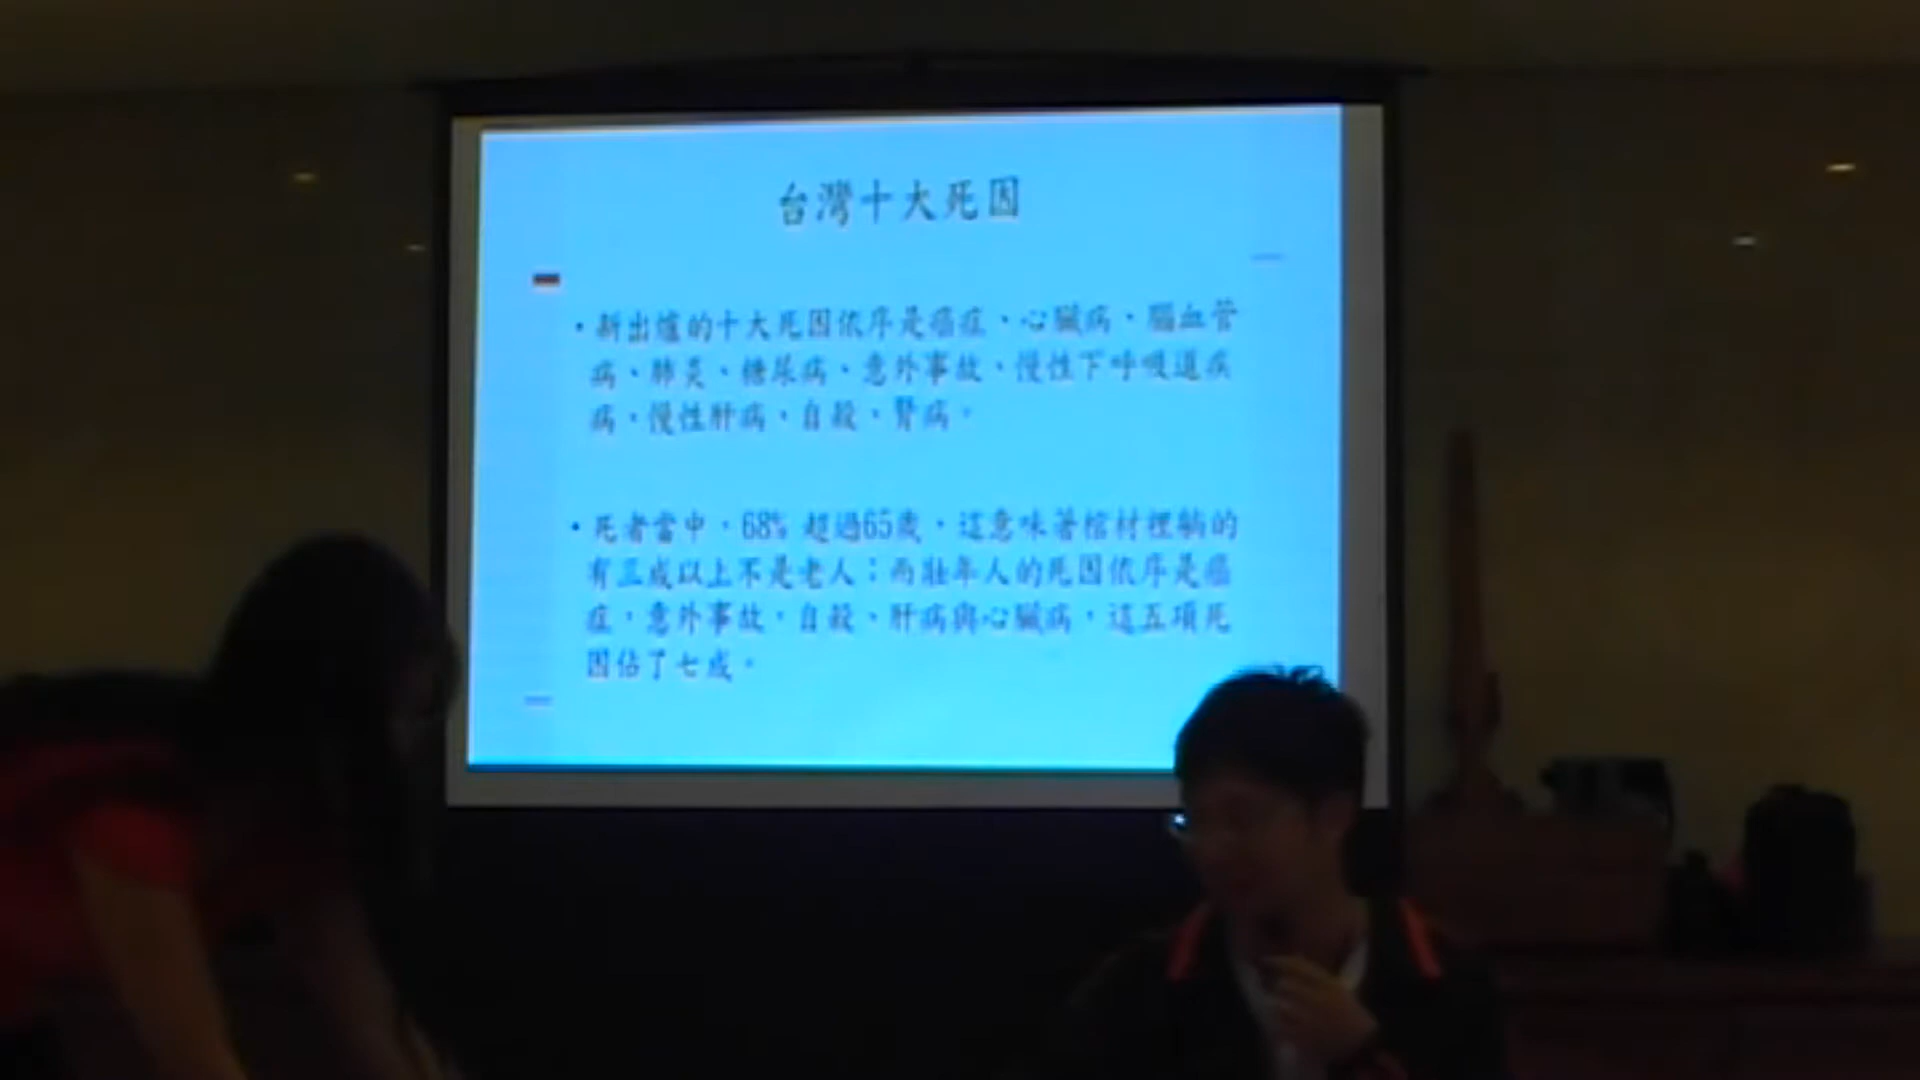 台灣十大死因
•新出爐的十大死因依序是癌症、心臟病、腦血管
病、肺炎、糖尿病、意外事故、慢性下呼吸道疾
病、慢性肝病、自殺、腎病。
•死者當中,68% 超過65歲,這意味著棺材裡躺的
有三成以上不是老人;而壯年人的死因依序是癌
症,意外事故,自殺、肝病與心臟病,這五項死
因佔了七成。